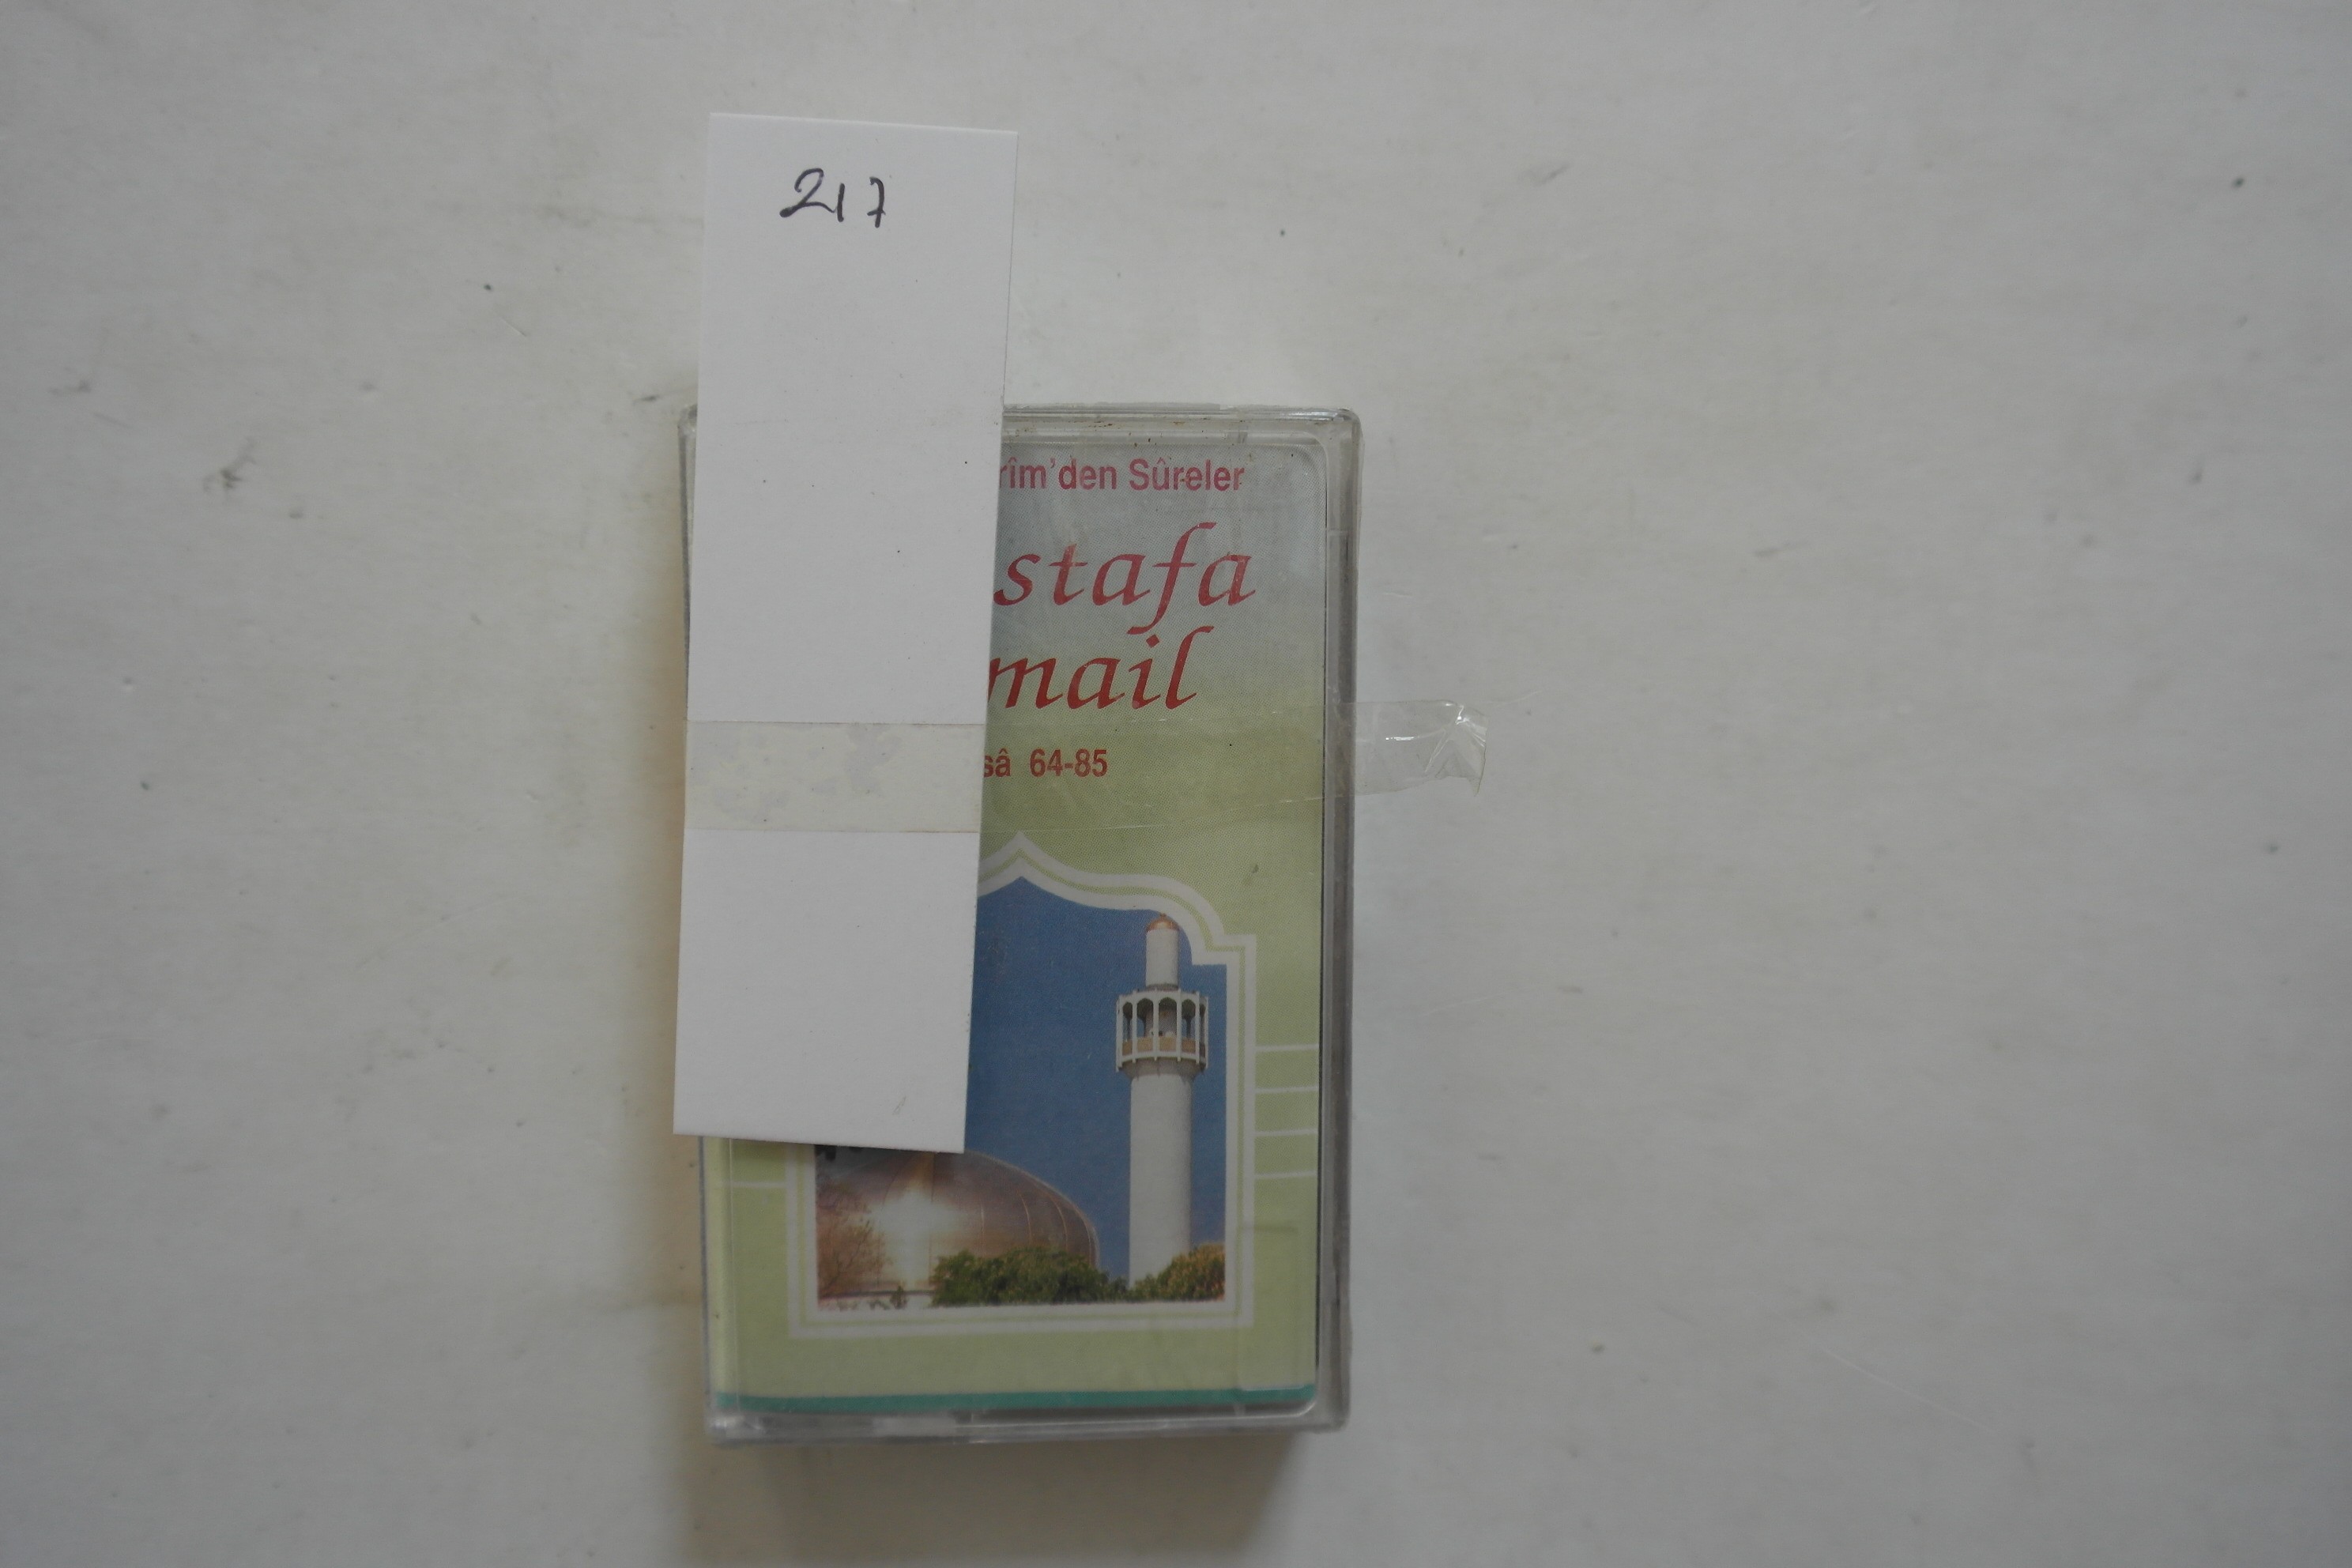 217
rîm'den Sûreler
stafa
mail
sâ 64-85